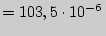 = 103, 5 · 10⁻⁶